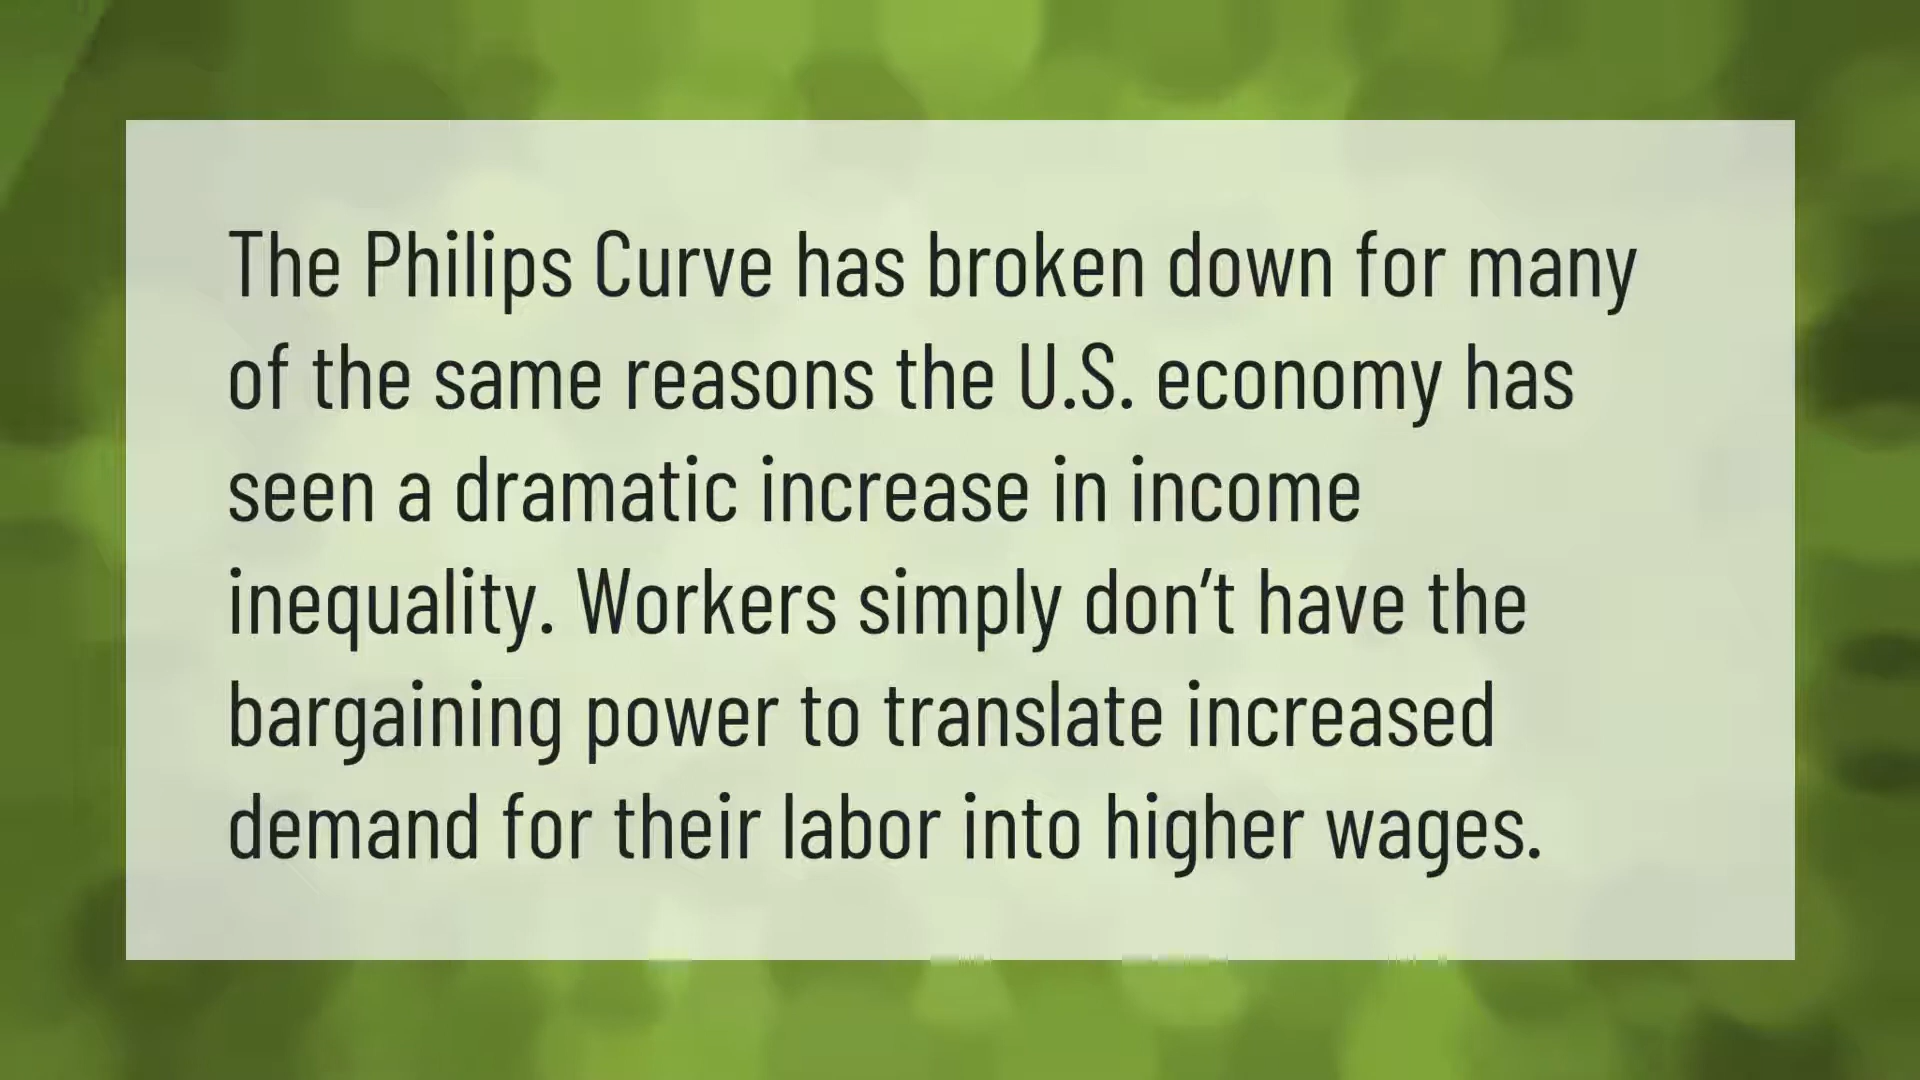 The Philips Curve has broken down for many
of the same reasons the U.S. economy has
seen a dramatic increase in income
inequality. Workers simply don’t have the
bargaining power to translate increased
demand for their labor into higher wages.